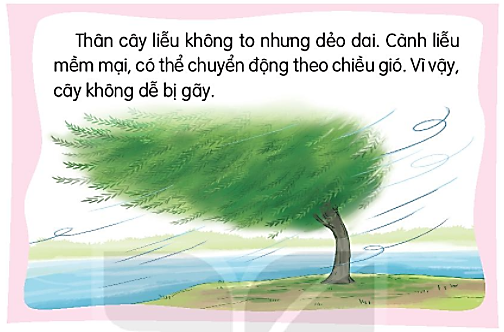 Thân cây liễu không to nhưng dẻo dai. Cành liễu
mềm mại, có thể chuyển động theo chiều gió. Vì vậy,
cây không dễ bị gãy.